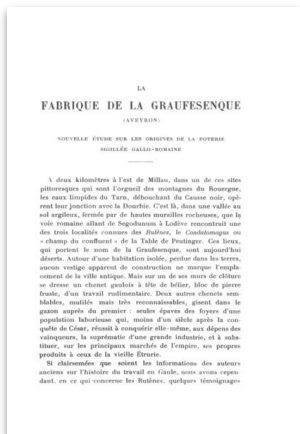 LA
FABRIQUE DE LA GRAUFESENQUE
(AVEYRON)
NOUVELLE ÉTUDE SUR LES ORIGINES DE LA POTERIE
SIGILLÉE GALLO-ROMAINE
A deux kilomètres à l'est de Millau, dans un de ces sites
pittoresques qui sont l'orgueil des montagnes du Rouergue,
les eaux limpides du Tarn, débouchant du Causse noir, opè-
rent leur jonction avec la Dourbie. C'est là, dans une vallée au
sol argileux, fermée par de hautes murailles rocheuses, que la
voie romaine allant de Segodunum à Lodève rencontrait une
des trois localités connues des Rutènes, le Condatomagus ou
« champ du confluent » de la Table de Peutinger. Ces lieux,
qui portent le nom de la Graufesenque, sont aujourd'hui
déserts. Autour d'une habitation isolée, perdue dans les terres,
aucun vestige apparent de construction ne marque l'empla-
cement de la ville antique. Mais sur un de ses murs de clôture
se dresse un chenet gaulois à tête de bélier, bloc de pierre
fruste, d'un travail rudimentaire. Deux autres chenets sem-
blables, mutilés mais très reconnaissables, gisent dans le
gazon auprès du premier : seules épaves des foyers d'une
population laborieuse qui, moins d'un siècle après la con-
quête de César, réussit à conquérir elle-même, aux dépens des
vainqueurs, la suprématie d'une grande industrie, et à subs-
tituer, sur les principaux marchés de l'empire, ses propres
produits à ceux de la vieille Étrurie.
Si clairsemées que soient les informations des auteurs
anciens sur l'histoire du travail en Gaule, nous avons cepen-
dant, en ce qui concerne les Rutènes, quelques témoignages